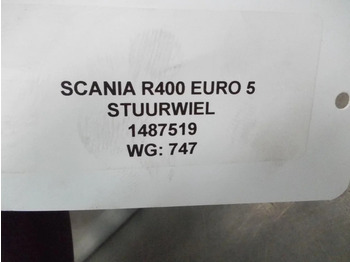 SCANIA R400 EURO 5
STUURWIEL
1487519
WG: 747